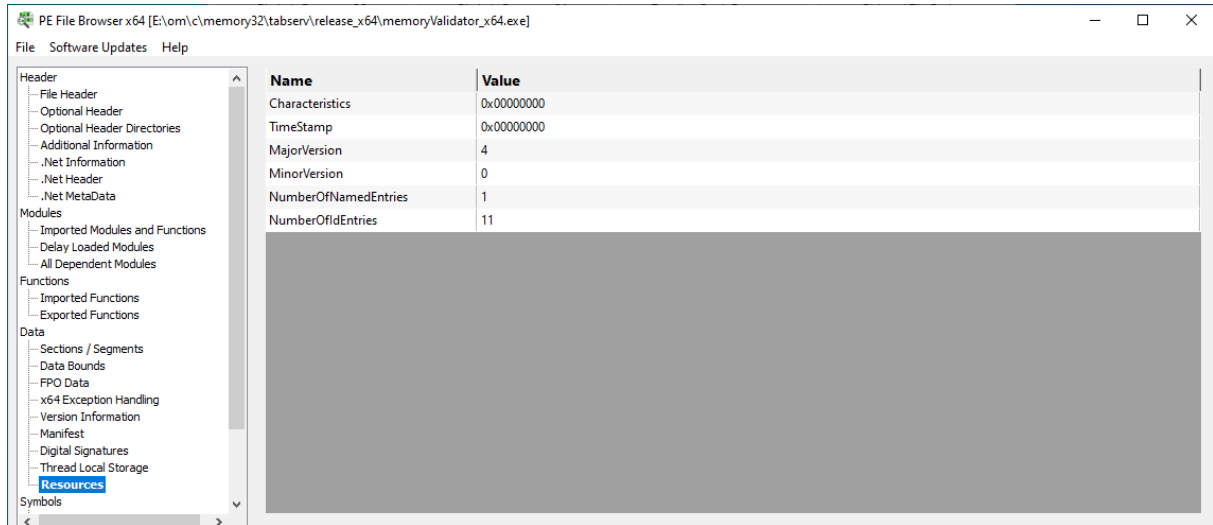 PE File Browser x64 [E:\om\c\memory32\tabserv\release_x64\memoryValidator_x64.exe]
File Software Updates Help
Header
File Header
Optional Header
Optional Header Directories
Additional Information
.Net Information
.Net Header
.Net MetaData
Modules
Imported Modules and Functions
Delay Loaded Modules
All Dependent Modules
Functions
Imported Functions
Exported Functions
Data
Sections / Segments
Data Bounds
FPO Data
x64 Exception Handling
Version Information
Manifest
Digital Signatures
Thread Local Storage
Resources
Symbols
Name Value
Characteristics 0x00000000
TimeStamp 0x00000000
MajorVersion 4
MinorVersion 0
NumberOfNamedEntries 1
NumberOfIdEntries 11